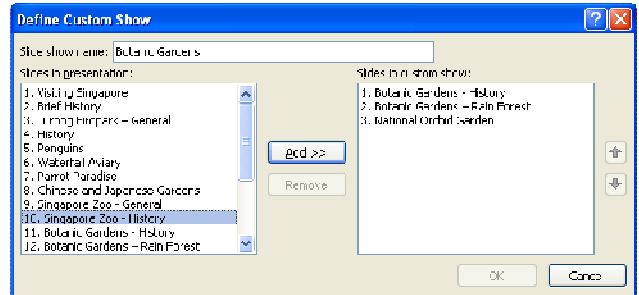 Define Custom Show
Slide show name: Botanic Gardens
Slides in presentation:
1. Visiting Singapore
2. Brief History
3. Jurong Birdpark – General
4. History
5. Penguins
6. Waterfall Aviary
7. Parrot Paradise
8. Chinese and Japanese Gardens
9. Singapore Zoo - General
10. Singapore Zoo - History
11. Botanic Gardens - History
12. Botanic Gardens – Rain Forest
Add >>
Remove
Slides in custom show:
1. Botanic Gardens - History
2. Botanic Gardens – Rain Forest
3. National Orchid Garden
OK
Cancel